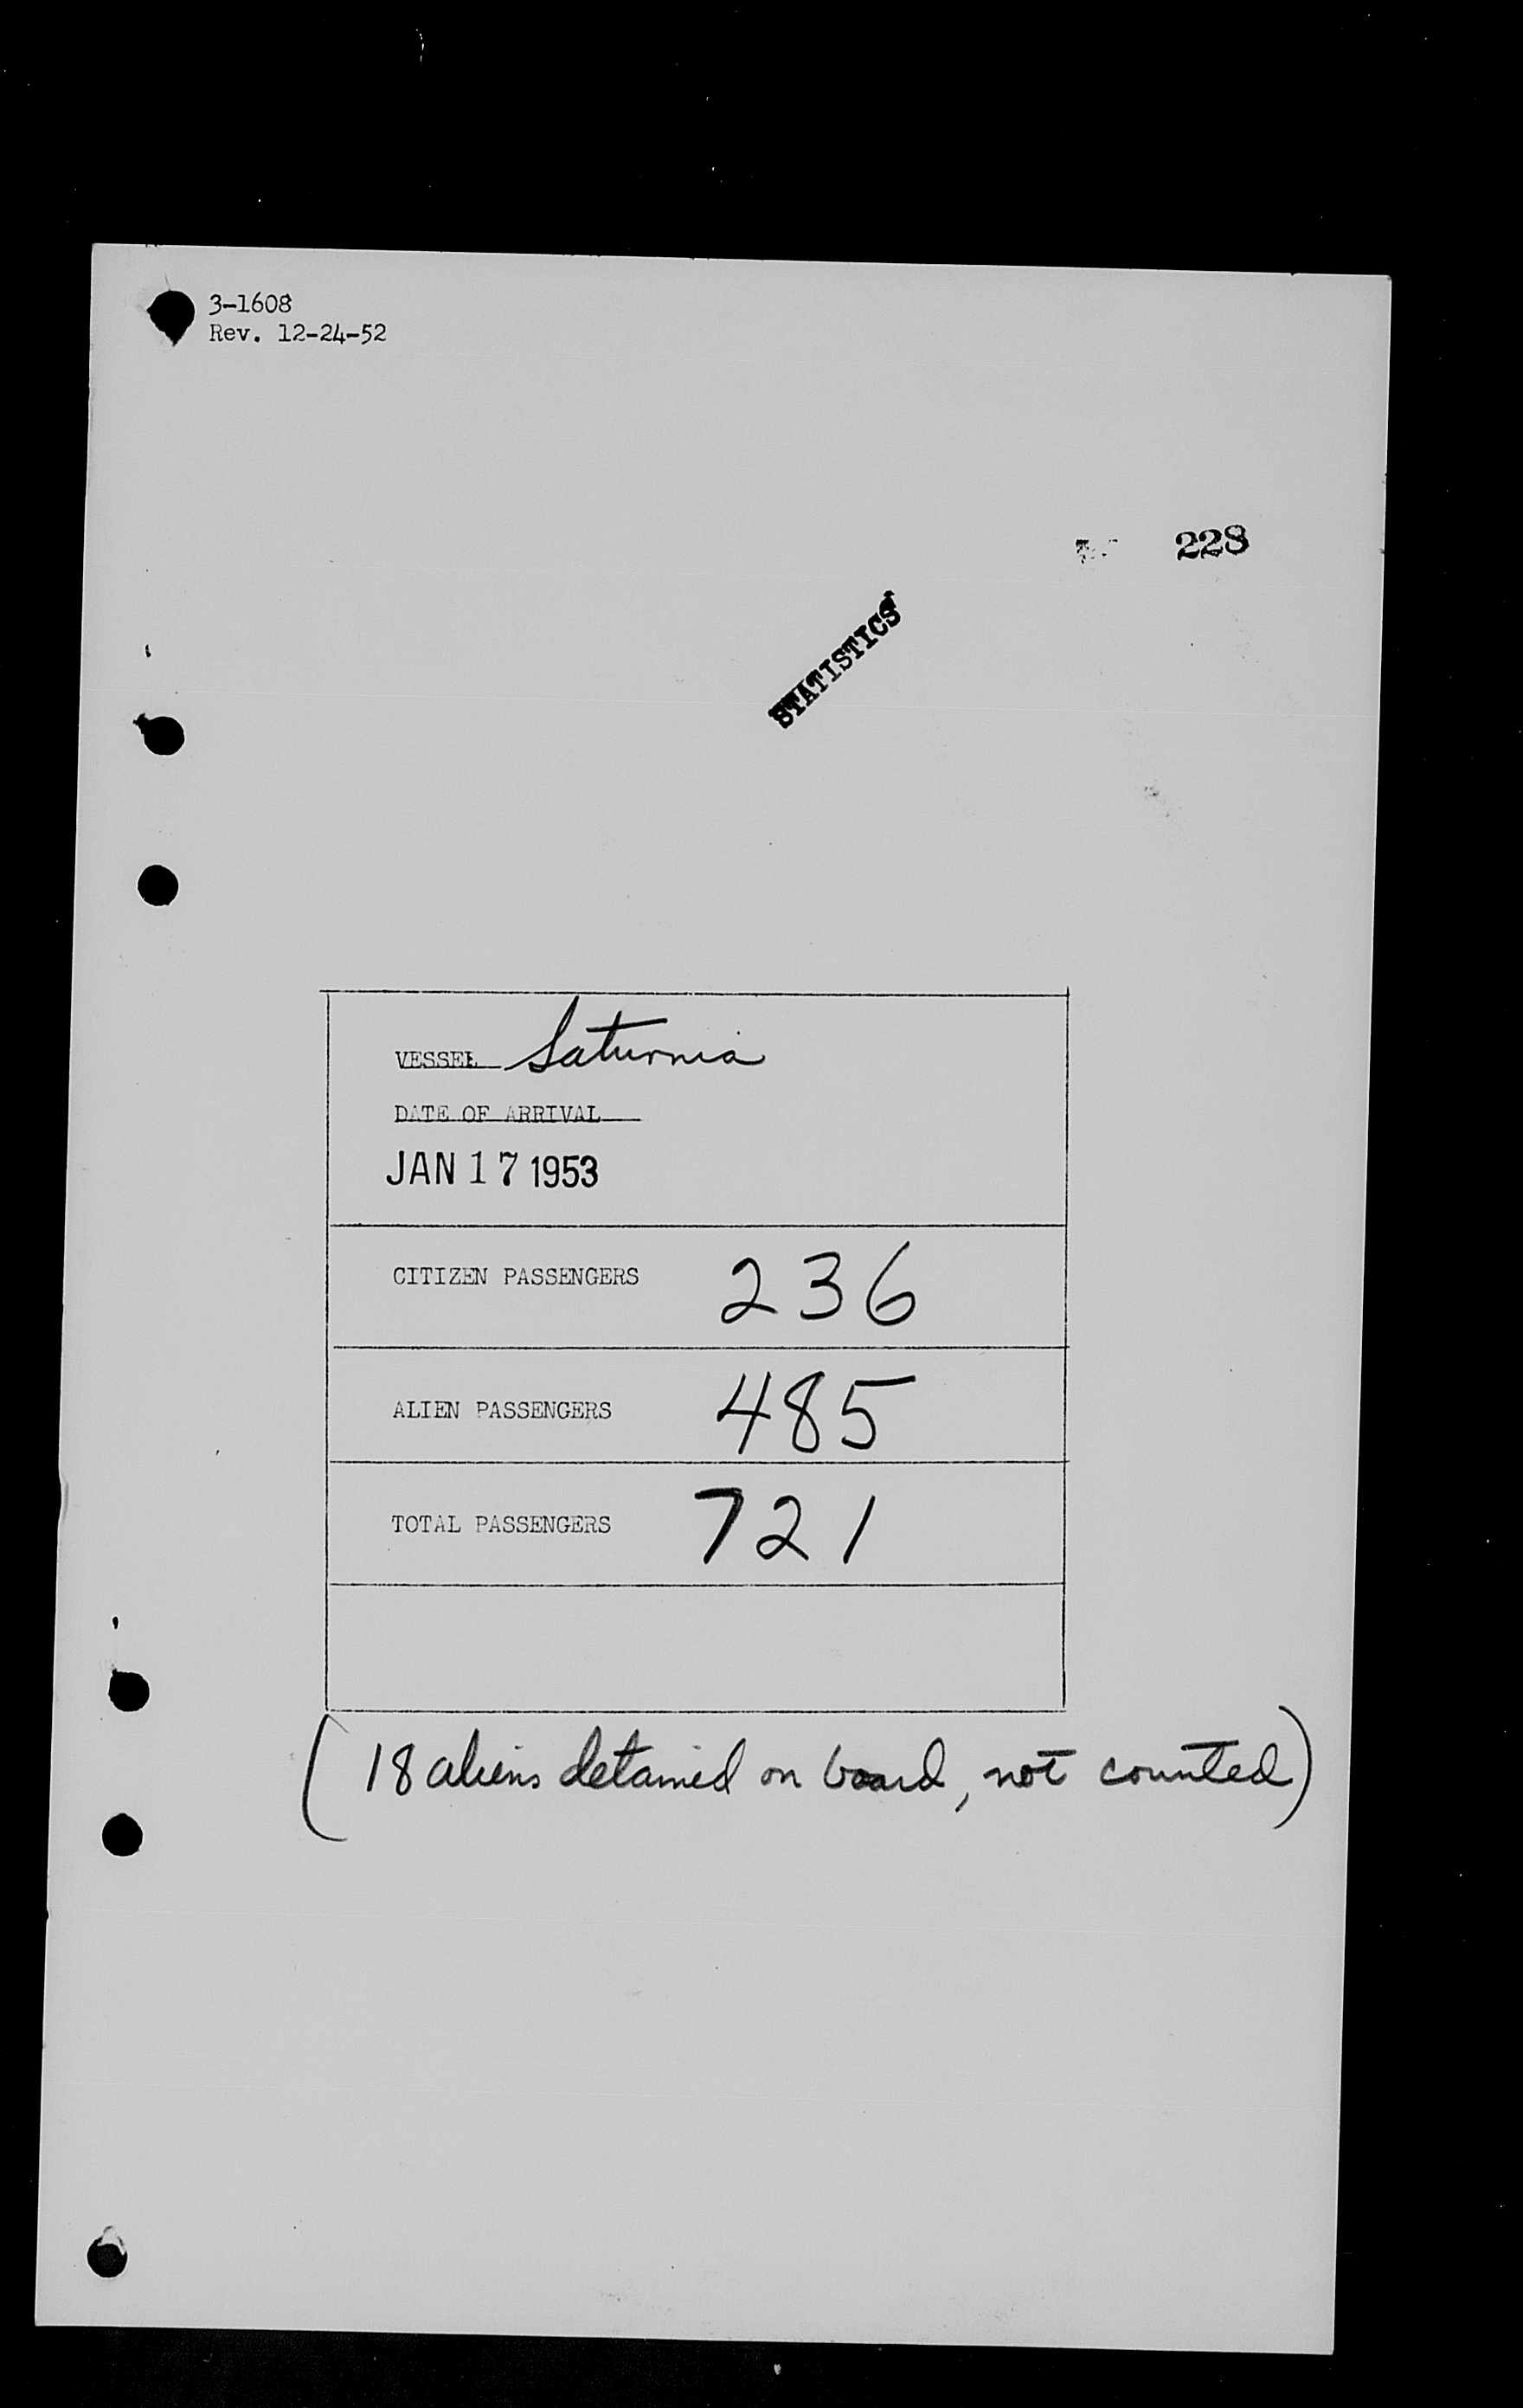 3-1608
Rev. 12-24-52
228
STATISTICS
VESSEL Saturnia
DATE OF ARRIVAL
JAN 17 1953
CITIZEN PASSENGERS 236
ALIEN PASSENGERS 485
TOTAL PASSENGERS 721
(18 aliens detained on board, not counted)